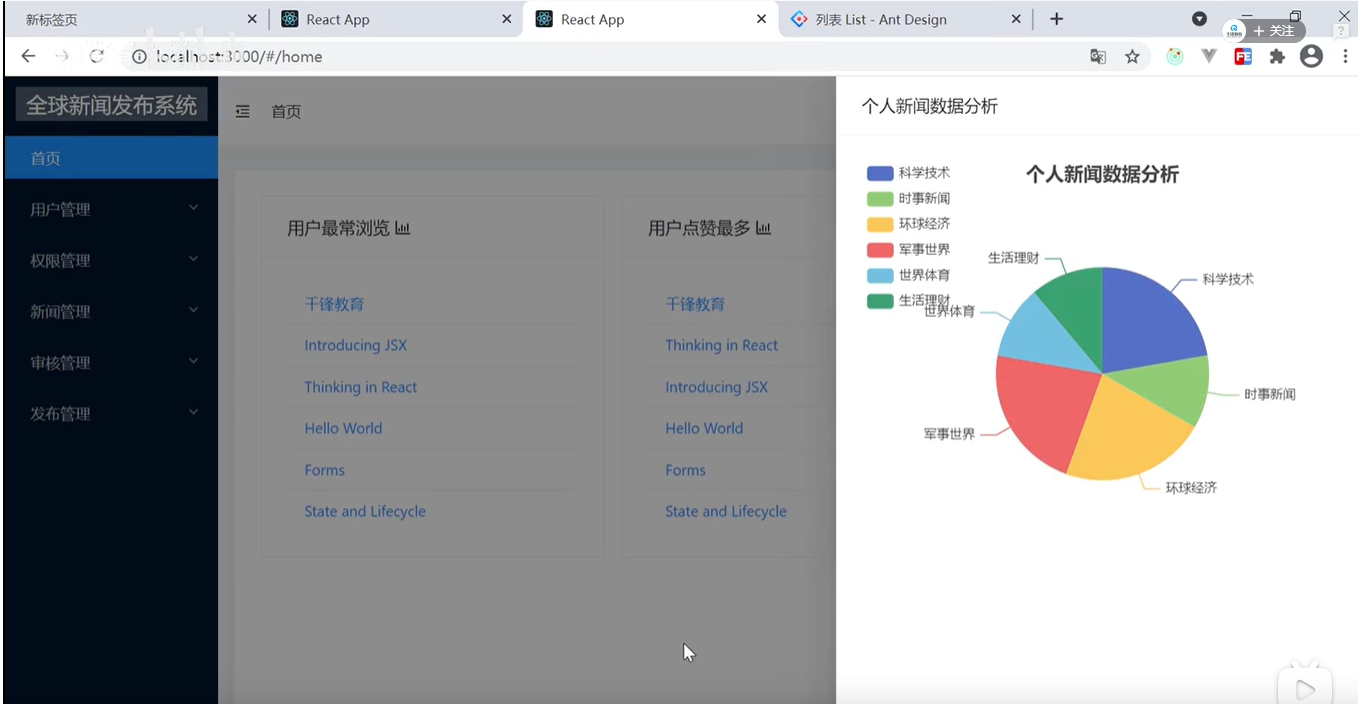 新标签页
React App
React App
列表 List - Ant Design
+ 关注
localhost:3000/#/home
全球新闻发布系统
首页
用户管理
权限管理
新闻管理
审核管理
发布管理
首页
用户最常浏览
千锋教育
Introducing JSX
Thinking in React
Hello World
Forms
State and Lifecycle
用户点赞最多
千锋教育
Thinking in React
Introducing JSX
Hello World
Forms
State and Lifecycle
个人新闻数据分析
个人新闻数据分析
科学技术
时事新闻
环球经济
军事世界
世界体育
生活理财
生活理财
科学技术
世界体育
时事新闻
军事世界
环球经济
FE